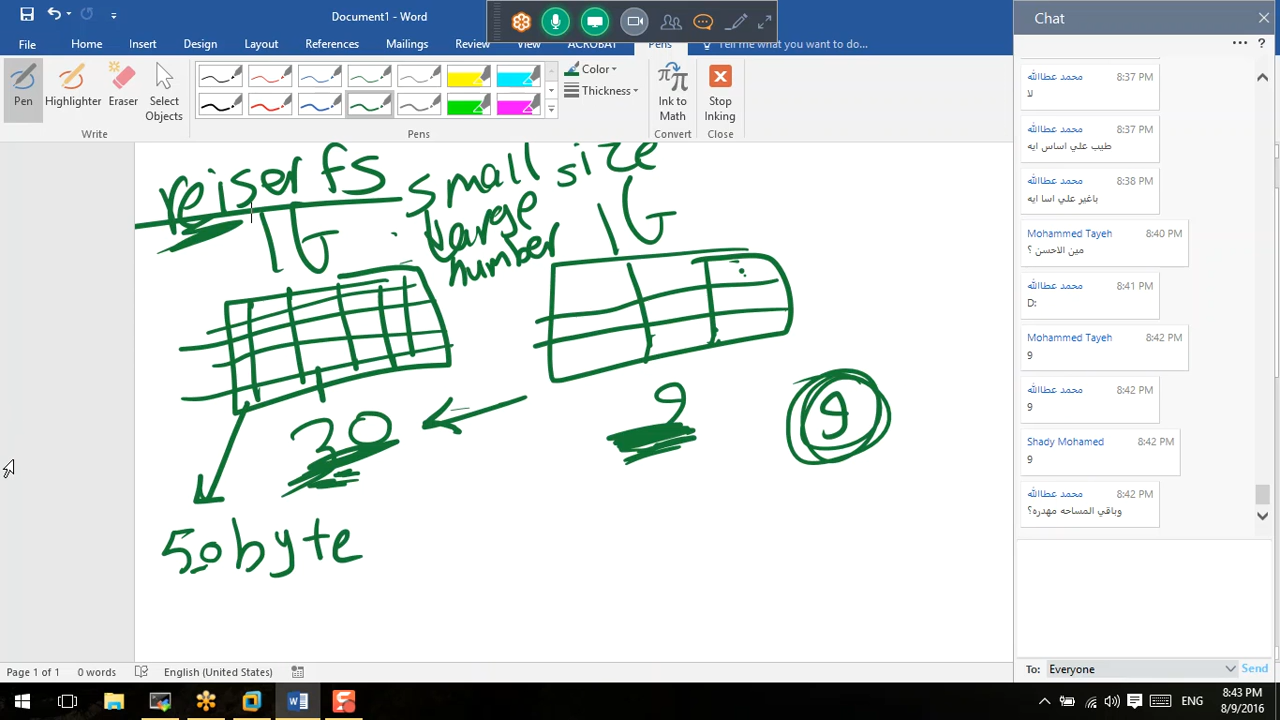 Document1 - Word
File
Home
Insert
Design
Layout
References
Mailings
Review
View
ACROBAT
Pens
Tell me what you want to do...
Pen
Highlighter
Eraser
Select Objects
Write
Pens
Color
Thickness
Ink to Math
Convert
Stop Inking
Close
reiser fs
small size
large
number
1G
1G
30
9
9
50 byte
Chat
محمد عطاالله 8:37 PM
لا
محمد عطاالله 8:37 PM
طيب علي اساس ايه
محمد عطاالله 8:38 PM
باغير علي اسا ايه
Mohammed Tayeh 8:40 PM
مين الاحسن ؟
محمد عطاالله 8:41 PM
D:
Mohammed Tayeh 8:42 PM
9
محمد عطاالله 8:42 PM
9
Shady Mohamed 8:42 PM
9
محمد عطاالله 8:42 PM
وباقي المساحه مهدره؟
To: Everyone Send
Page 1 of 1 0 words English (United States)
ENG
8:43 PM
8/9/2016